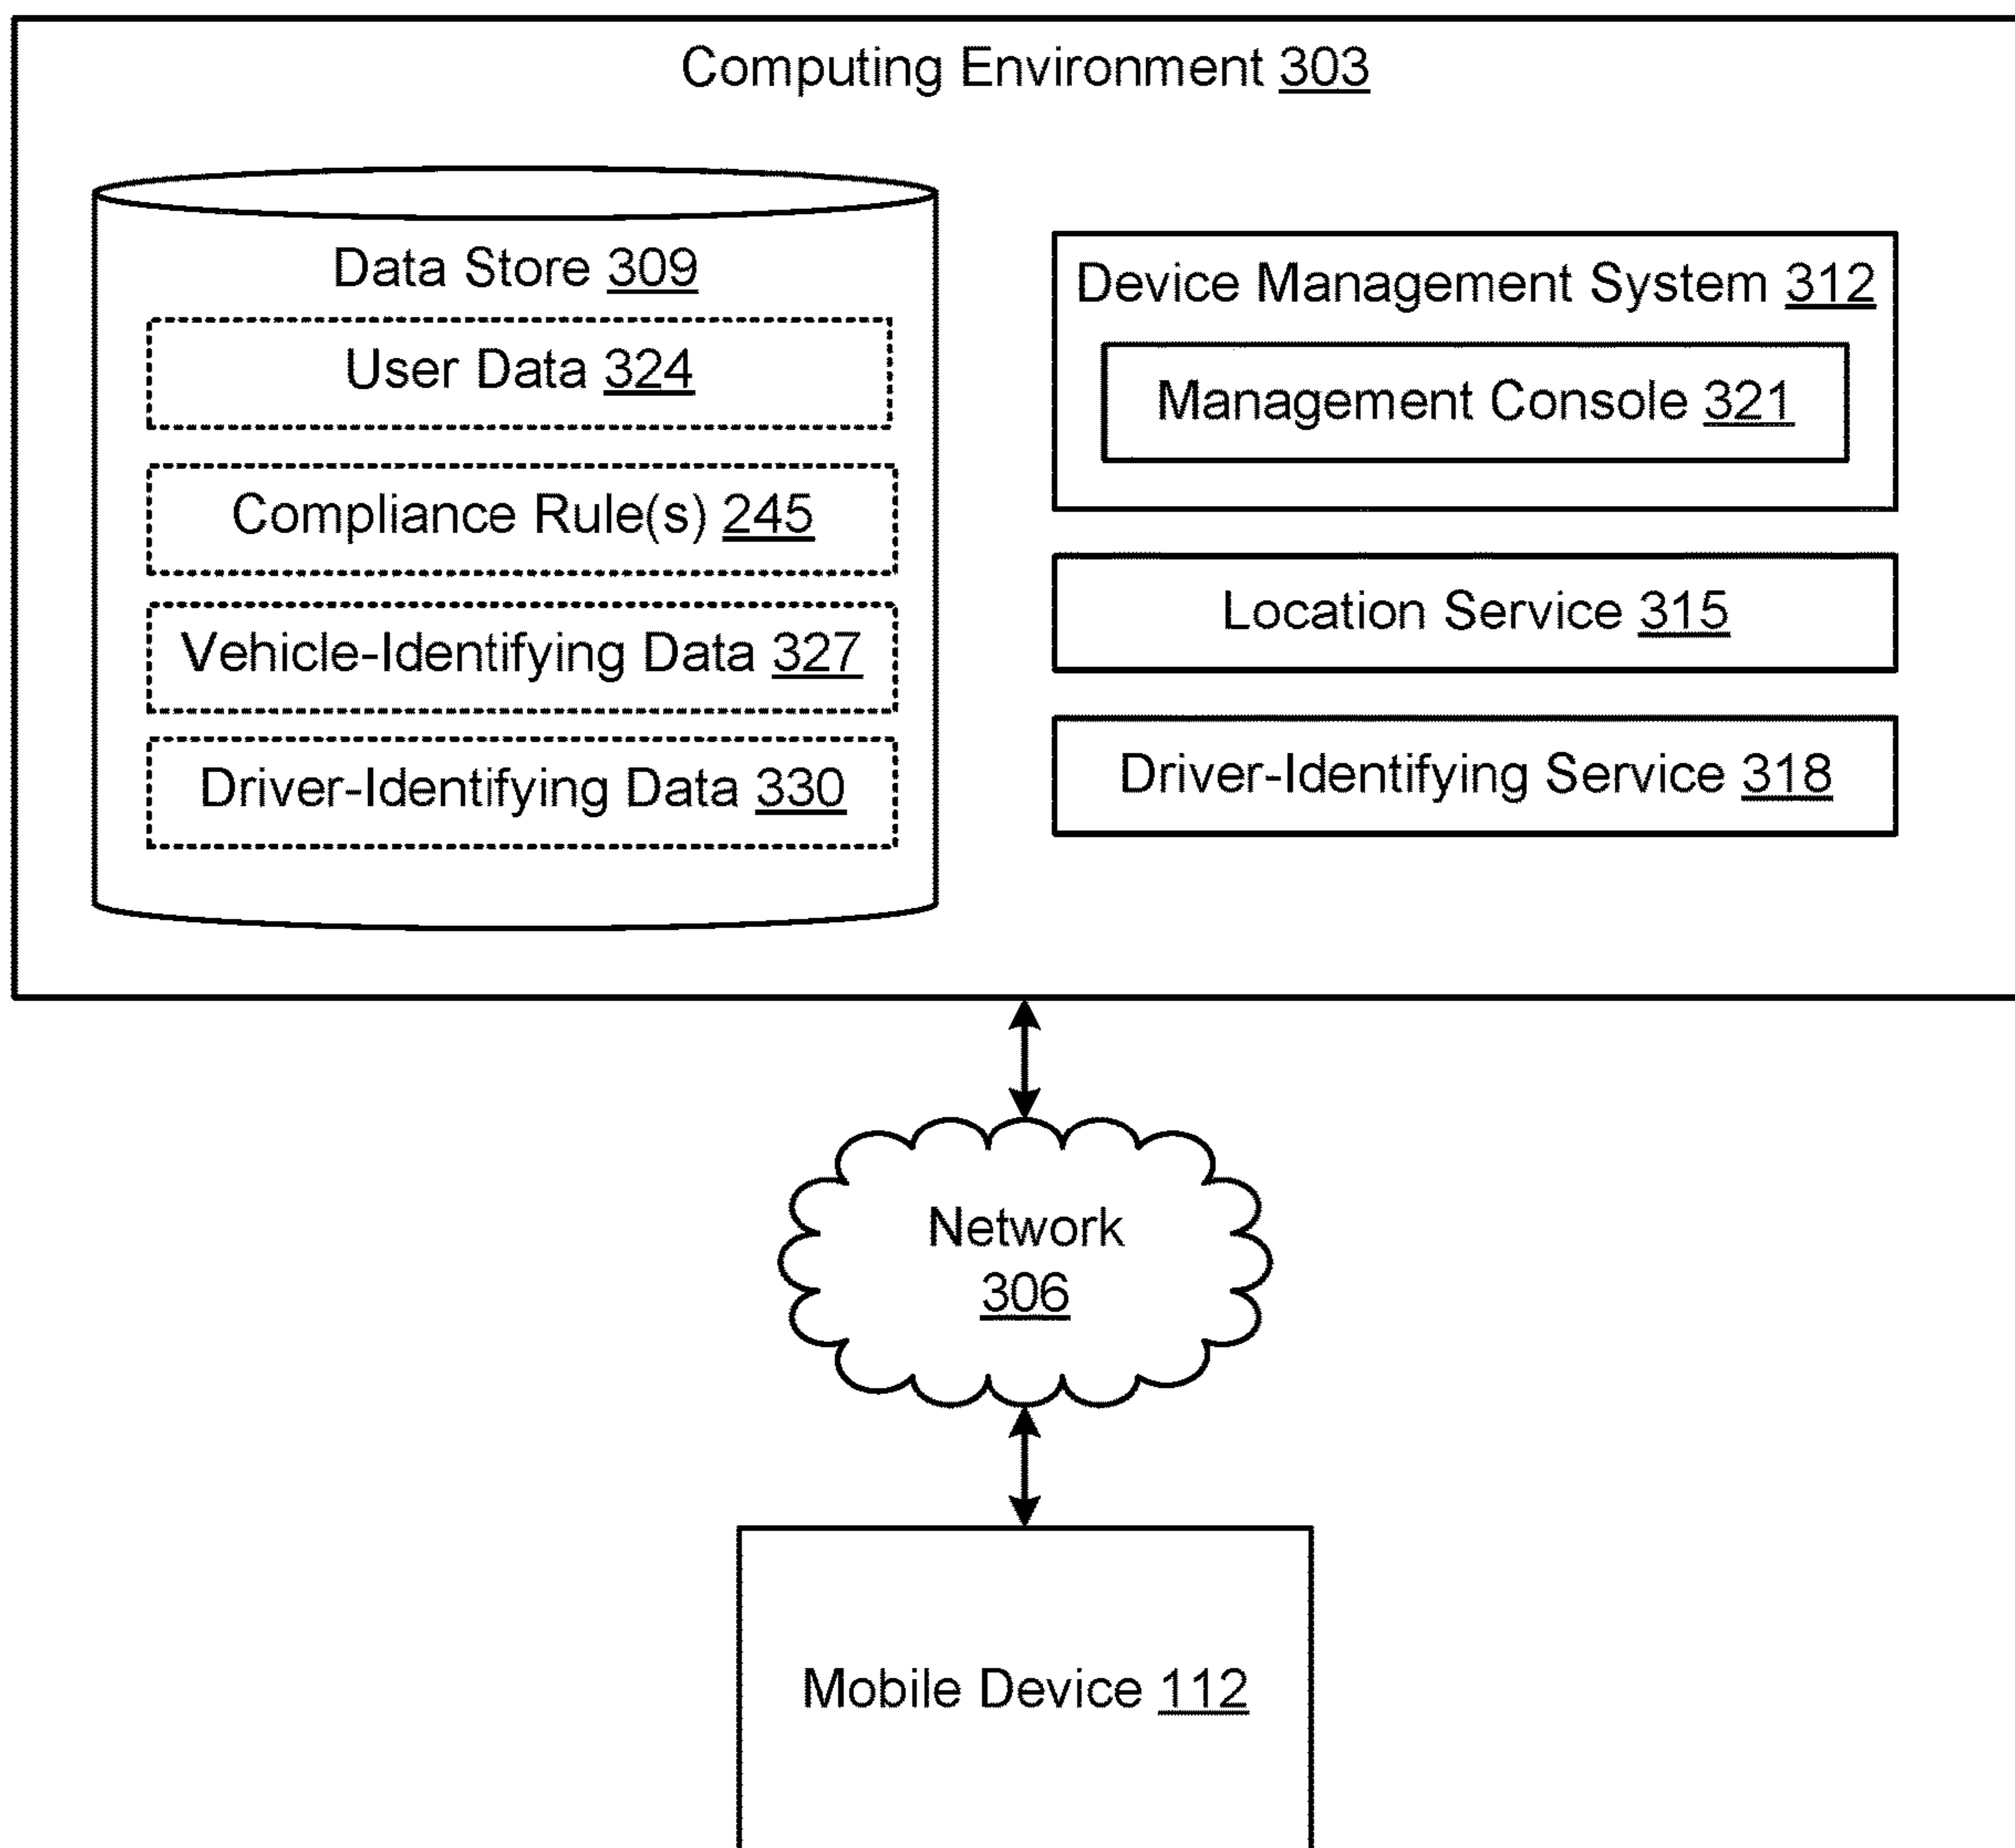 Computing Environment 303
Data Store 309
User Data 324
Compliance Rule(s) 245
Vehicle-Identifying Data 327
Driver-Identifying Data 330
Device Management System 312
Management Console 321
Location Service 315
Driver-Identifying Service 318
Network
306
Mobile Device 112